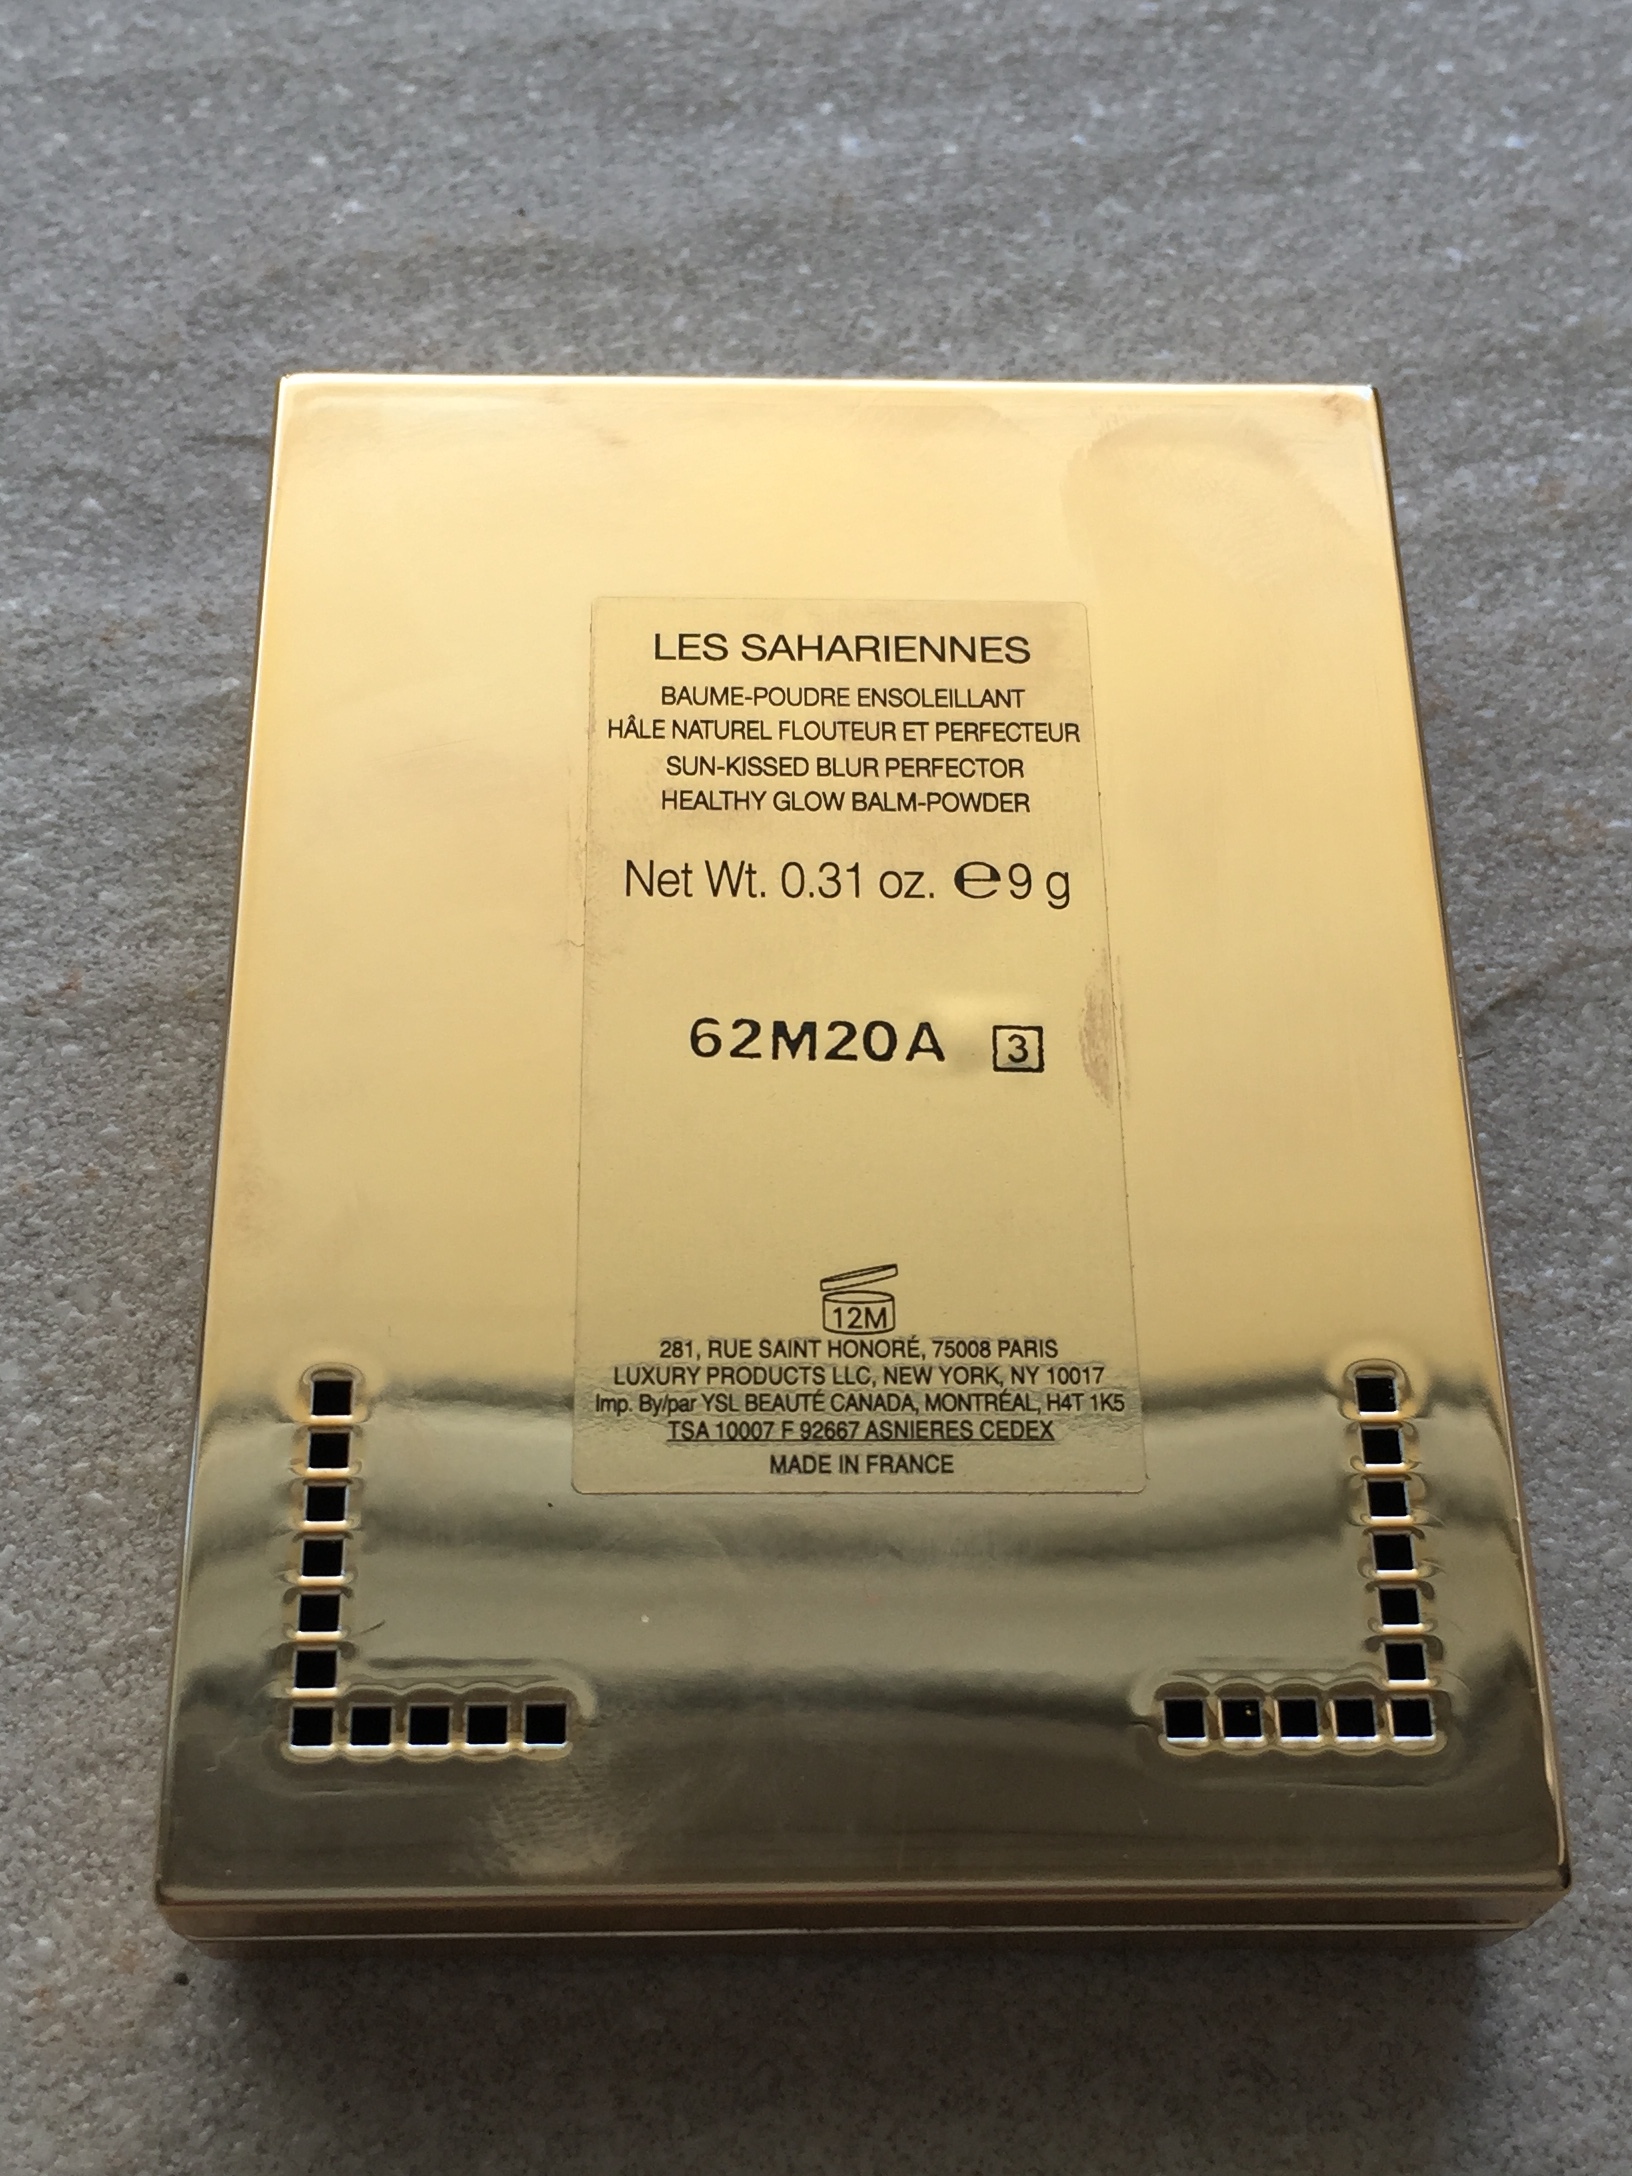 LES SAHARIENNES
BAUME-POUDRE ENSOLEILLANT
HÂLE NATUREL FLOUTEUR ET PERFECTEUR
SUN-KISSED BLUR PERFECTOR
HEALTHY GLOW BALM-POWDER
Net Wt. 0.31 oz. ℮9 g
62M20A 3
12M
281, RUE SAINT HONORÉ, 75008 PARIS
LUXURY PRODUCTS LLC, NEW YORK, NY 10017
Imp. By/par YSL BEAUTÉ CANADA, MONTRÉAL, H4T 1K5
TSA 10007 F 92667 ASNIERES CEDEX
MADE IN FRANCE